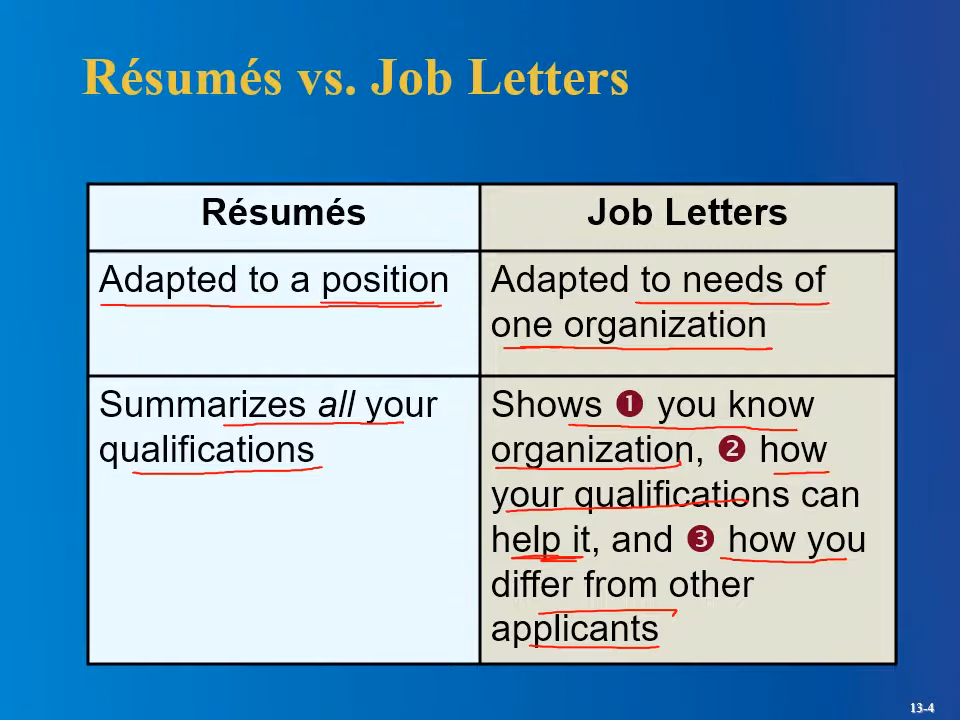 Résumés vs. Job Letters
Résumés
Job Letters
Adapted to a position
Adapted to needs of
one organization
Summarizes all your
qualifications
Shows ❶ you know
organization, ❷ how
your qualifications can
help it, and ❸ how you
differ from other
applicants
13-4